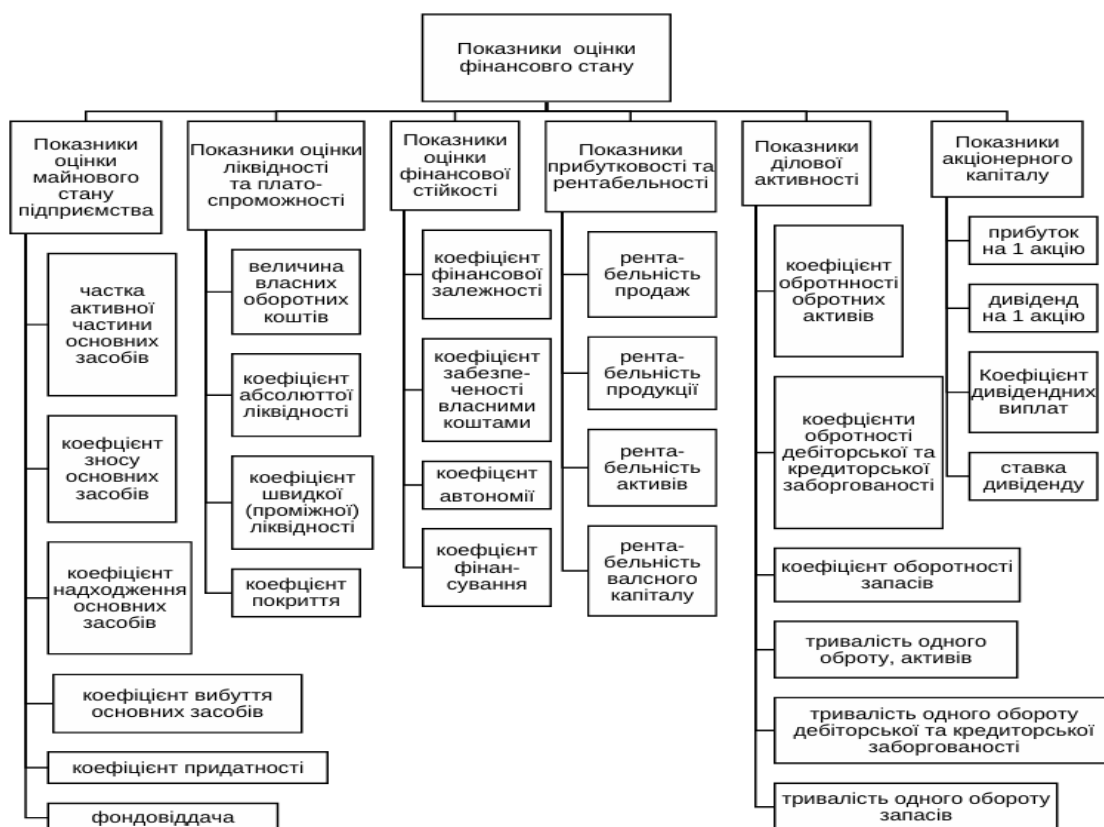 Показники оцінки
фінансовго стану
Показники
оцінки
майнового
стану
підприємства
частка
активної
частини
основних
засобів
коефцієнт
зносу
основних
засобів
коефіцієнт
надходження
основних
засобів
коефіцієнт вибуття
основних засобів
коефіцієнт придатності
фондовіддача
Показники оцінки
ліквідності
та плато-
спроможності
величина
власних
оборотних
коштів
коефіцієнт
абсолюттої
ліквідності
коефіцієнт
швидкої
(проміжної)
ліквідності
коефцієнт
покриття
Показники
оцінки
фінансової
стійкості
коефіцієнт
фінансової
залежності
коефіцієнт
забезпе-
ченості
власними
коштами
коефіцєнт
автономії
коефцієнт
фінан-
сування
Показники
прибутковості та
рентабельності
рента-
бельність
продаж
рента-
бельність
продукції
рента-
бельність
активів
рента-
бельність
валсного
капіталу
Показники
ділової
активності
коефіцієнт
обротнності
обротних
активів
коефцієнти
обротності
дебіторської та
кредиторської
заборгованості
коефіцієнт оборотності
запасів
тривалість одного
оброту, активів
тривалість одного обороту
дебіторської та кредиторської
заборгованості
тривалість одного обороту
запасів
Показники
акціонерного
капіталу
прибуток
на 1 акцію
дивіденд
на 1 акцію
Коефіцієнт
дивідендних
виплат
ставка
дивіденду